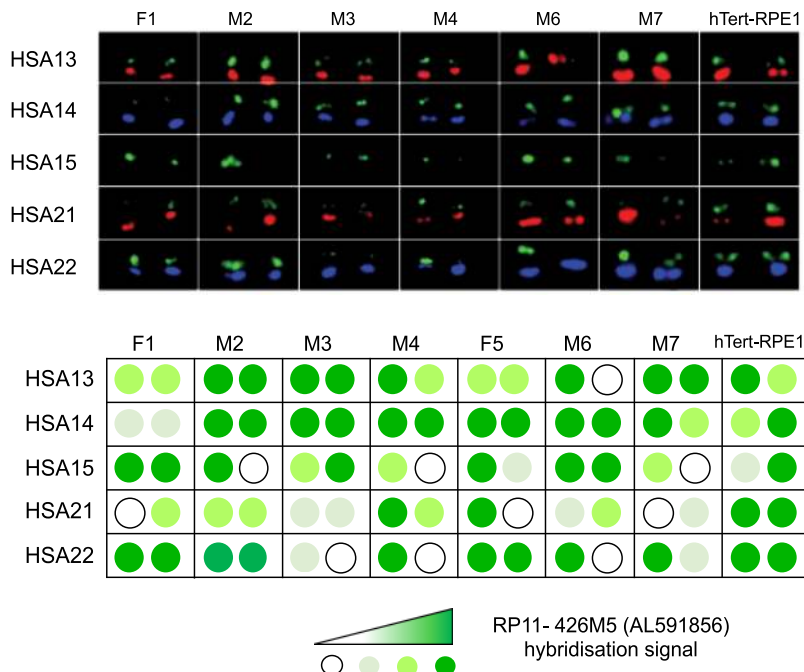 F1 M2 M3 M4 M6 M7 hTert-RPE1
HSA13
HSA14
HSA15
HSA21
HSA22
F1 M2 M3 M4 F5 M6 M7 hTert-RPE1
HSA13
HSA14
HSA15
HSA21
HSA22
RP11- 426M5 (AL591856)
hybridisation signal